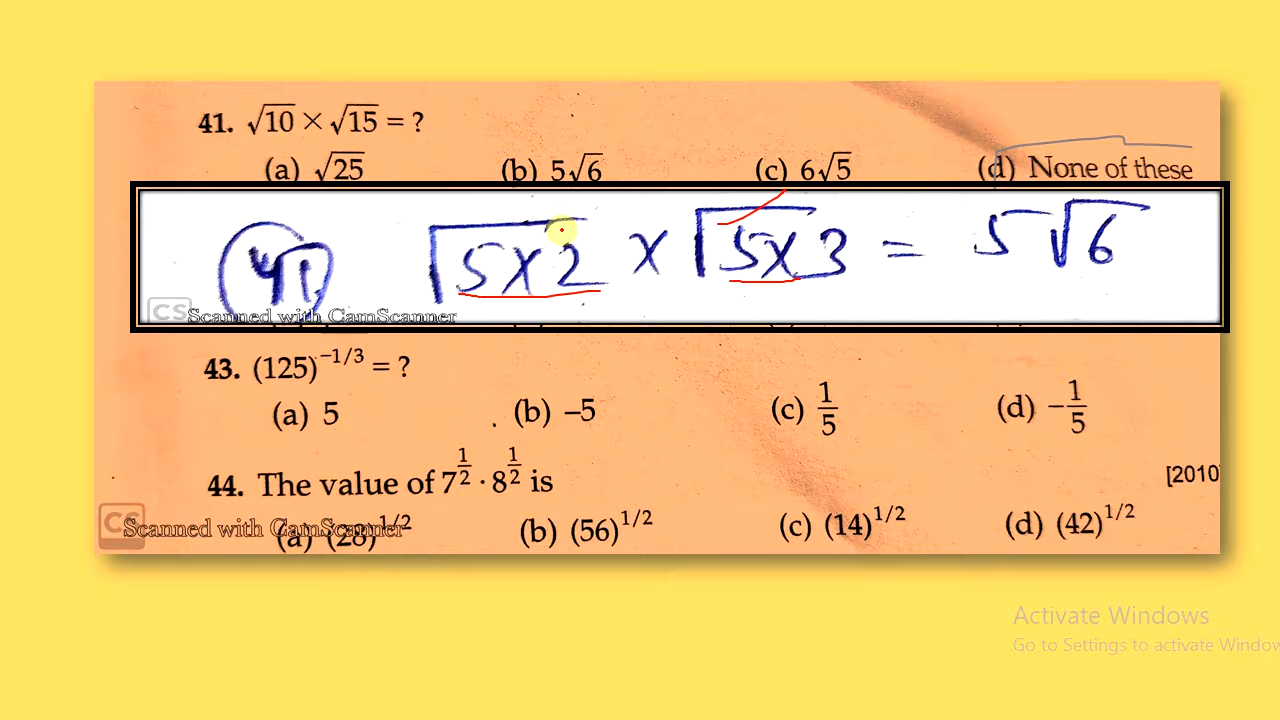 41. √10 × √15 = ?
(a) √25 (b) 5√6 (c) 6√5 (d) None of these
41 √5×2 × √5×3 = 5√6
CS Scanned with CamScanner
43. (125)^−1/3 = ?
(a) 5 (b) –5 (c) 1/5 (d) −1/5
44. The value of 7^1/2 · 8^1/2 is
[2010
(a) (28)^1/2 (b) (56)^1/2 (c) (14)^1/2 (d) (42)^1/2
CS Scanned with CamScanner
Activate Windows
Go to Settings to activate Window